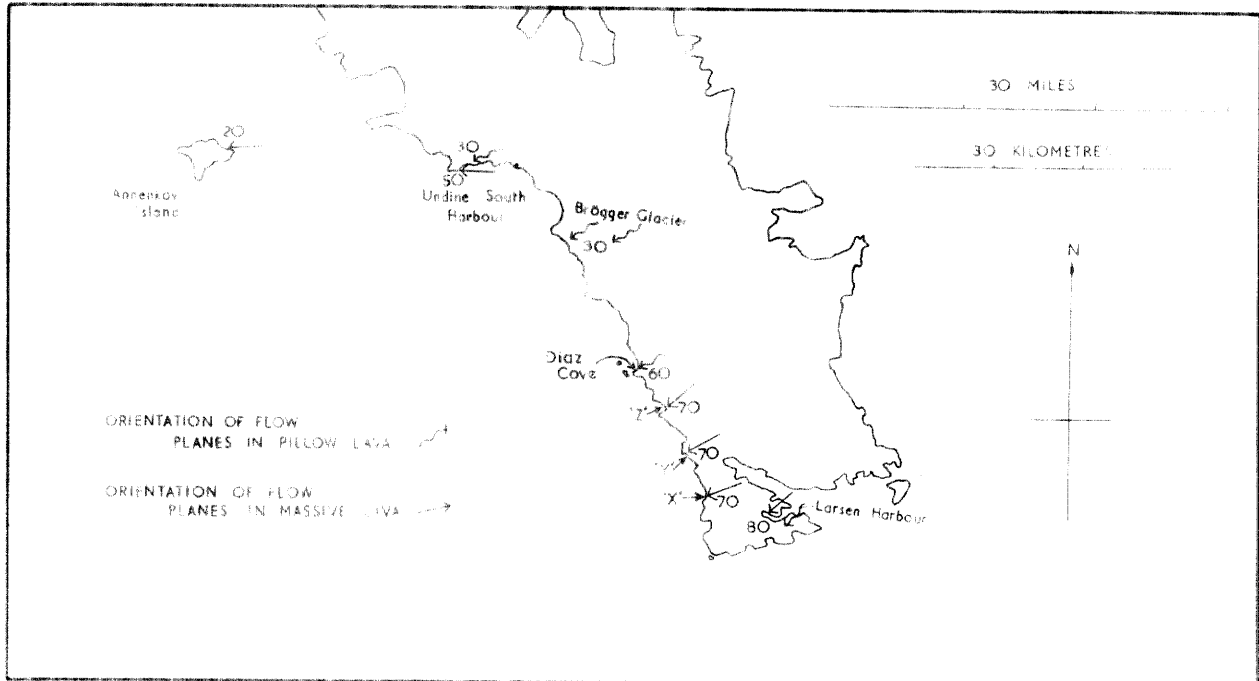 30 MILES
30 KILOMETRES
N
20
Annenkov
Island
30
50
Undine South
Harbour
Brögger Glacier
30
Diaz
Cove
60
'Z'
70
70
'X'
70
80
Larsen Harbour
ORIENTATION OF FLOW
PLANES IN PILLOW LAVA
ORIENTATION OF FLOW
PLANES IN MASSIVE LAVA